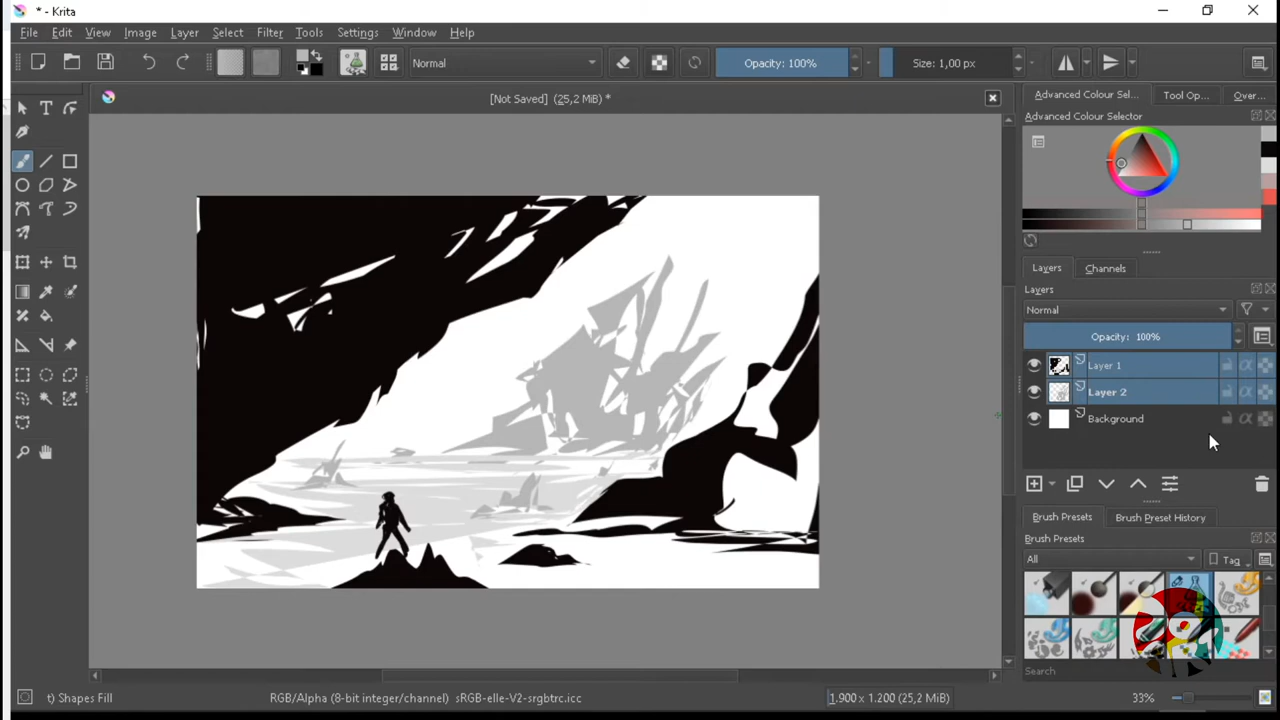 * - Krita
File Edit View Image Layer Select Filter Tools Settings Window Help
Normal Opacity: 100% Size: 1,00 px
[Not Saved] (25,2 MiB) *
Advanced Colour Sel... Tool Op... Over...
Advanced Colour Selector
Layers Channels
Layers
Normal
Opacity: 100%
Layer 1
Layer 2
Background
Brush Presets Brush Preset History
Brush Presets
All Tag
Search
t) Shapes Fill RGB/Alpha (8-bit integer/channel) sRGB-elle-V2-srgbtrc.icc 1.900 x 1.200 (25,2 MiB) 33%